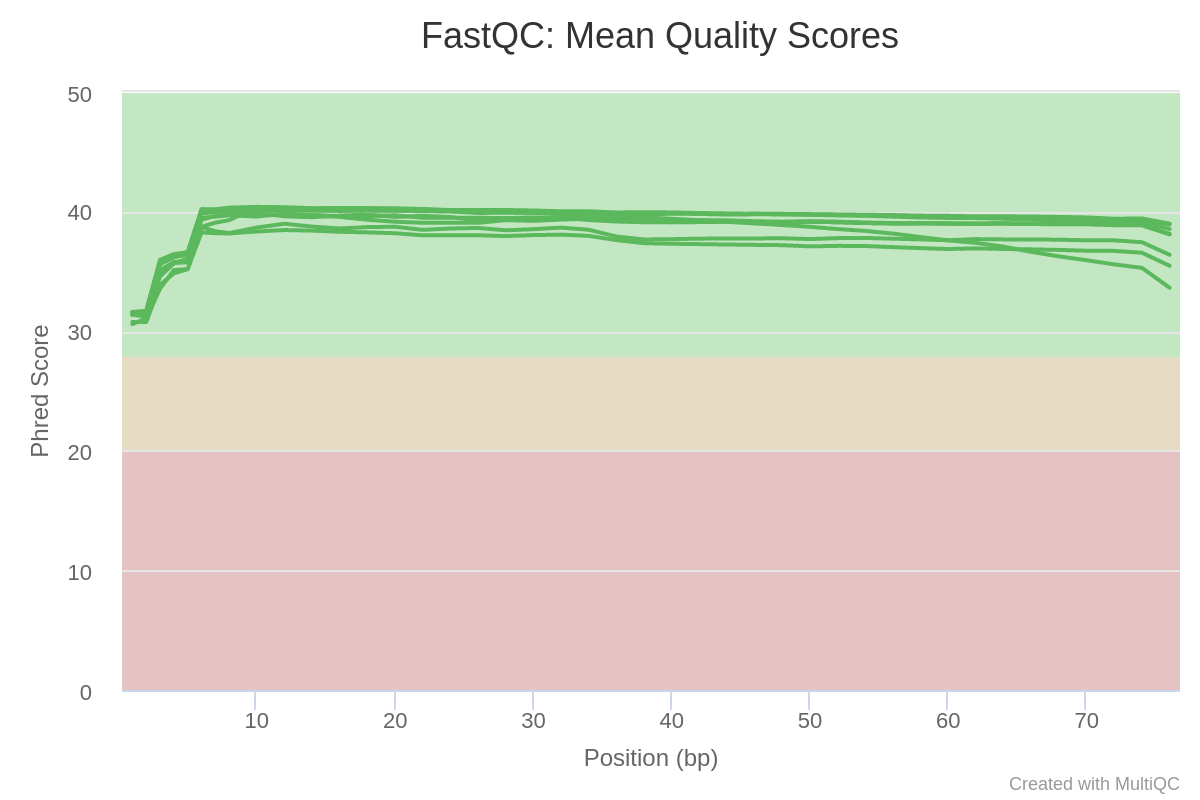 FastQC: Mean Quality Scores
50
40
30
20
10
0
Phred Score
10 20 30 40 50 60 70
Position (bp)
Created with MultiQC